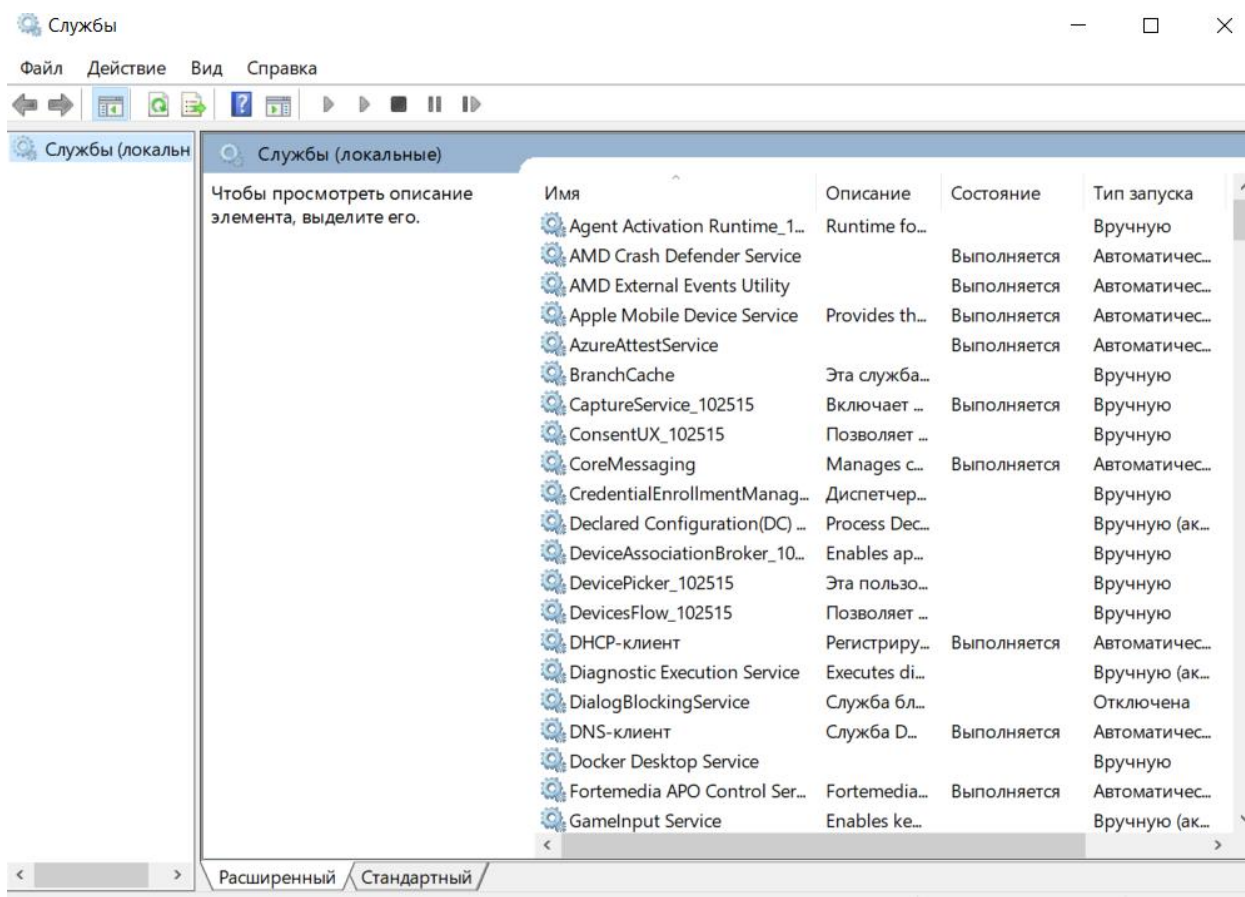 Службы
Файл Действие Вид Справка
Службы (локальн
Службы (локальные)
Чтобы просмотреть описание
элемента, выделите его.
Имя Описание Состояние Тип запуска
Agent Activation Runtime_1... Runtime fo... Вручную
AMD Crash Defender Service Выполняется Автоматичес...
AMD External Events Utility Выполняется Автоматичес...
Apple Mobile Device Service Provides th... Выполняется Автоматичес...
AzureAttestService Выполняется Автоматичес...
BranchCache Эта служба... Вручную
CaptureService_102515 Включает ... Выполняется Вручную
ConsentUX_102515 Позволяет ... Вручную
CoreMessaging Manages c... Выполняется Автоматичес...
CredentialEnrollmentManag... Диспетчер... Вручную
Declared Configuration(DC) ... Process Dec... Вручную (ак...
DeviceAssociationBroker_10... Enables ap... Вручную
DevicePicker_102515 Эта пользо... Вручную
DevicesFlow_102515 Позволяет ... Вручную
DHCP-клиент Регистриру... Выполняется Автоматичес...
Diagnostic Execution Service Executes di... Вручную (ак...
DialogBlockingService Служба бл... Отключена
DNS-клиент Служба D... Выполняется Автоматичес...
Docker Desktop Service Вручную
Fortemedia APO Control Ser... Fortemedia... Выполняется Автоматичес...
GameInput Service Enables ke... Вручную (ак...
Расширенный Стандартный